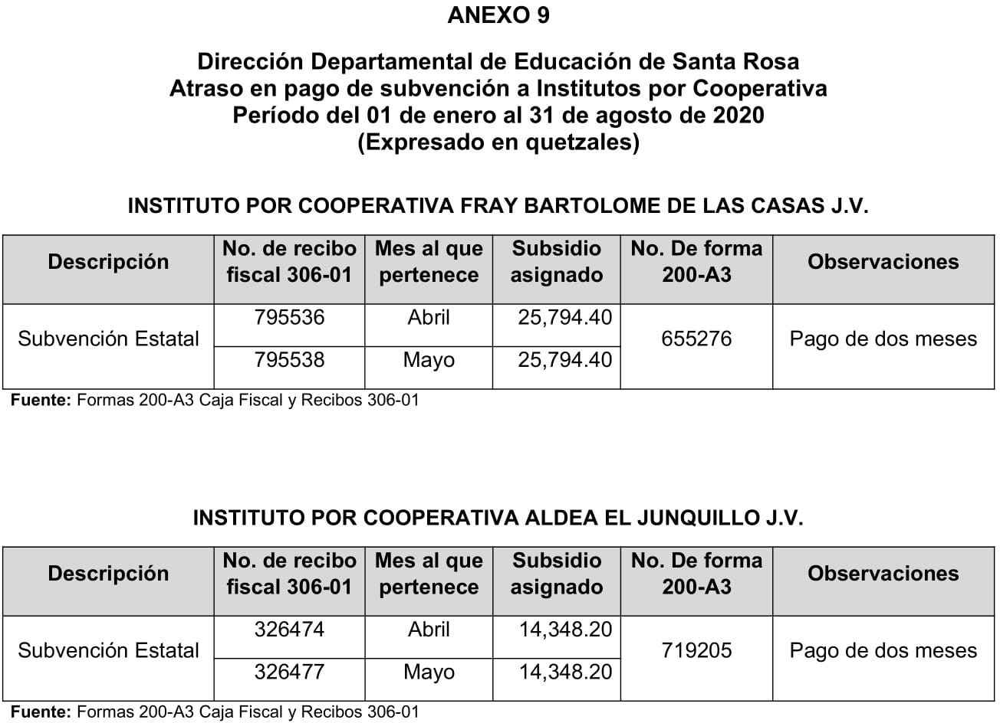 ANEXO 9
Dirección Departamental de Educación de Santa Rosa
Atraso en pago de subvención a Institutos por Cooperativa
Período del 01 de enero al 31 de agosto de 2020
(Expresado en quetzales)
INSTITUTO POR COOPERATIVA FRAY BARTOLOME DE LAS CASAS J.V.
Descripción No. de recibo fiscal 306-01 Mes al que pertenece Subsidio asignado No. De forma 200-A3 Observaciones
Subvención Estatal 795536 Abril 25,794.40 655276 Pago de dos meses
795538 Mayo 25,794.40
Fuente: Formas 200-A3 Caja Fiscal y Recibos 306-01
INSTITUTO POR COOPERATIVA ALDEA EL JUNQUILLO J.V.
Descripción No. de recibo fiscal 306-01 Mes al que pertenece Subsidio asignado No. De forma 200-A3 Observaciones
Subvención Estatal 326474 Abril 14,348.20 719205 Pago de dos meses
326477 Mayo 14,348.20
Fuente: Formas 200-A3 Caja Fiscal y Recibos 306-01